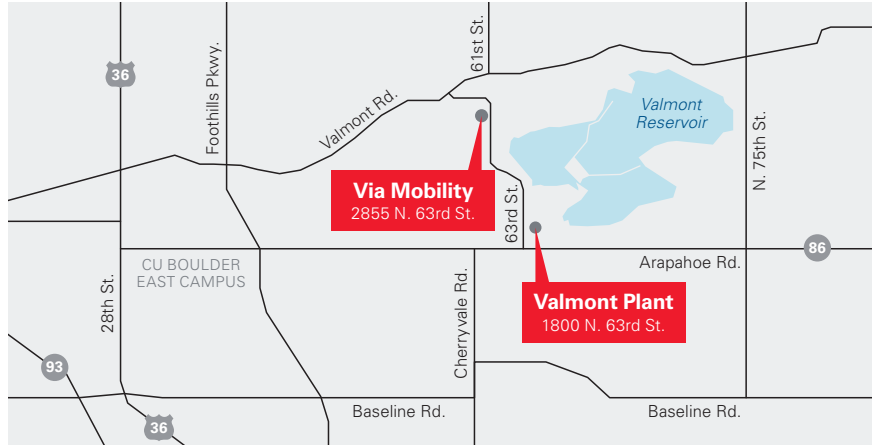 36
Foothills Pkwy.
61st St.
Valmont Rd.
Valmont
Reservoir
N. 75th St.
Via Mobility
2855 N. 63rd St.
63rd St.
86
Arapahoe Rd.
CU BOULDER
EAST CAMPUS
28th St.
Cherryvale Rd.
Valmont Plant
1800 N. 63rd St.
93
Baseline Rd.
Baseline Rd.
36